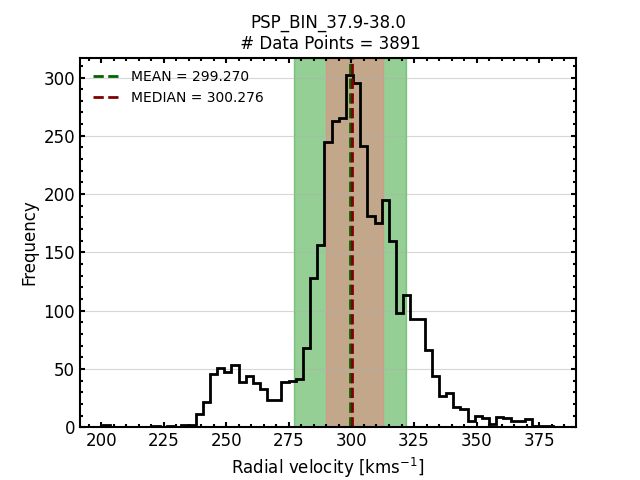 PSP_BIN_37.9-38.0
# Data Points = 3891
MEAN = 299.270
MEDIAN = 300.276
Frequency
300
250
200
150
100
50
0
200 225 250 275 300 325 350 375
Radial velocity [kms⁻¹]